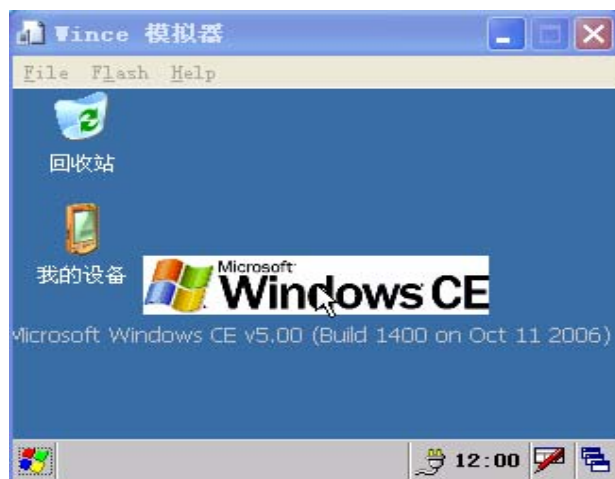 Wince 模拟器
File Flash Help
回收站
我的设备
Microsoft
Windows CE
Microsoft Windows CE v5.00 (Build 1400 on Oct 11 2006)
12:00